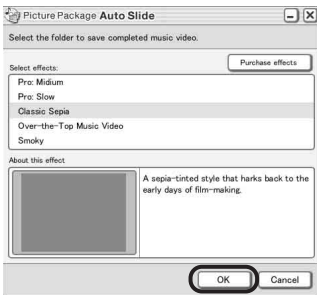 Picture Package Auto Slide
Select the folder to save completed music video.
Select effects:
Purchase effects
Pro: Midium
Pro: Slow
Classic Sepia
Over-the-Top Music Video
Smoky
About this effect
A sepia-tinted style that harks back to the
early days of film-making.
OK
Cancel